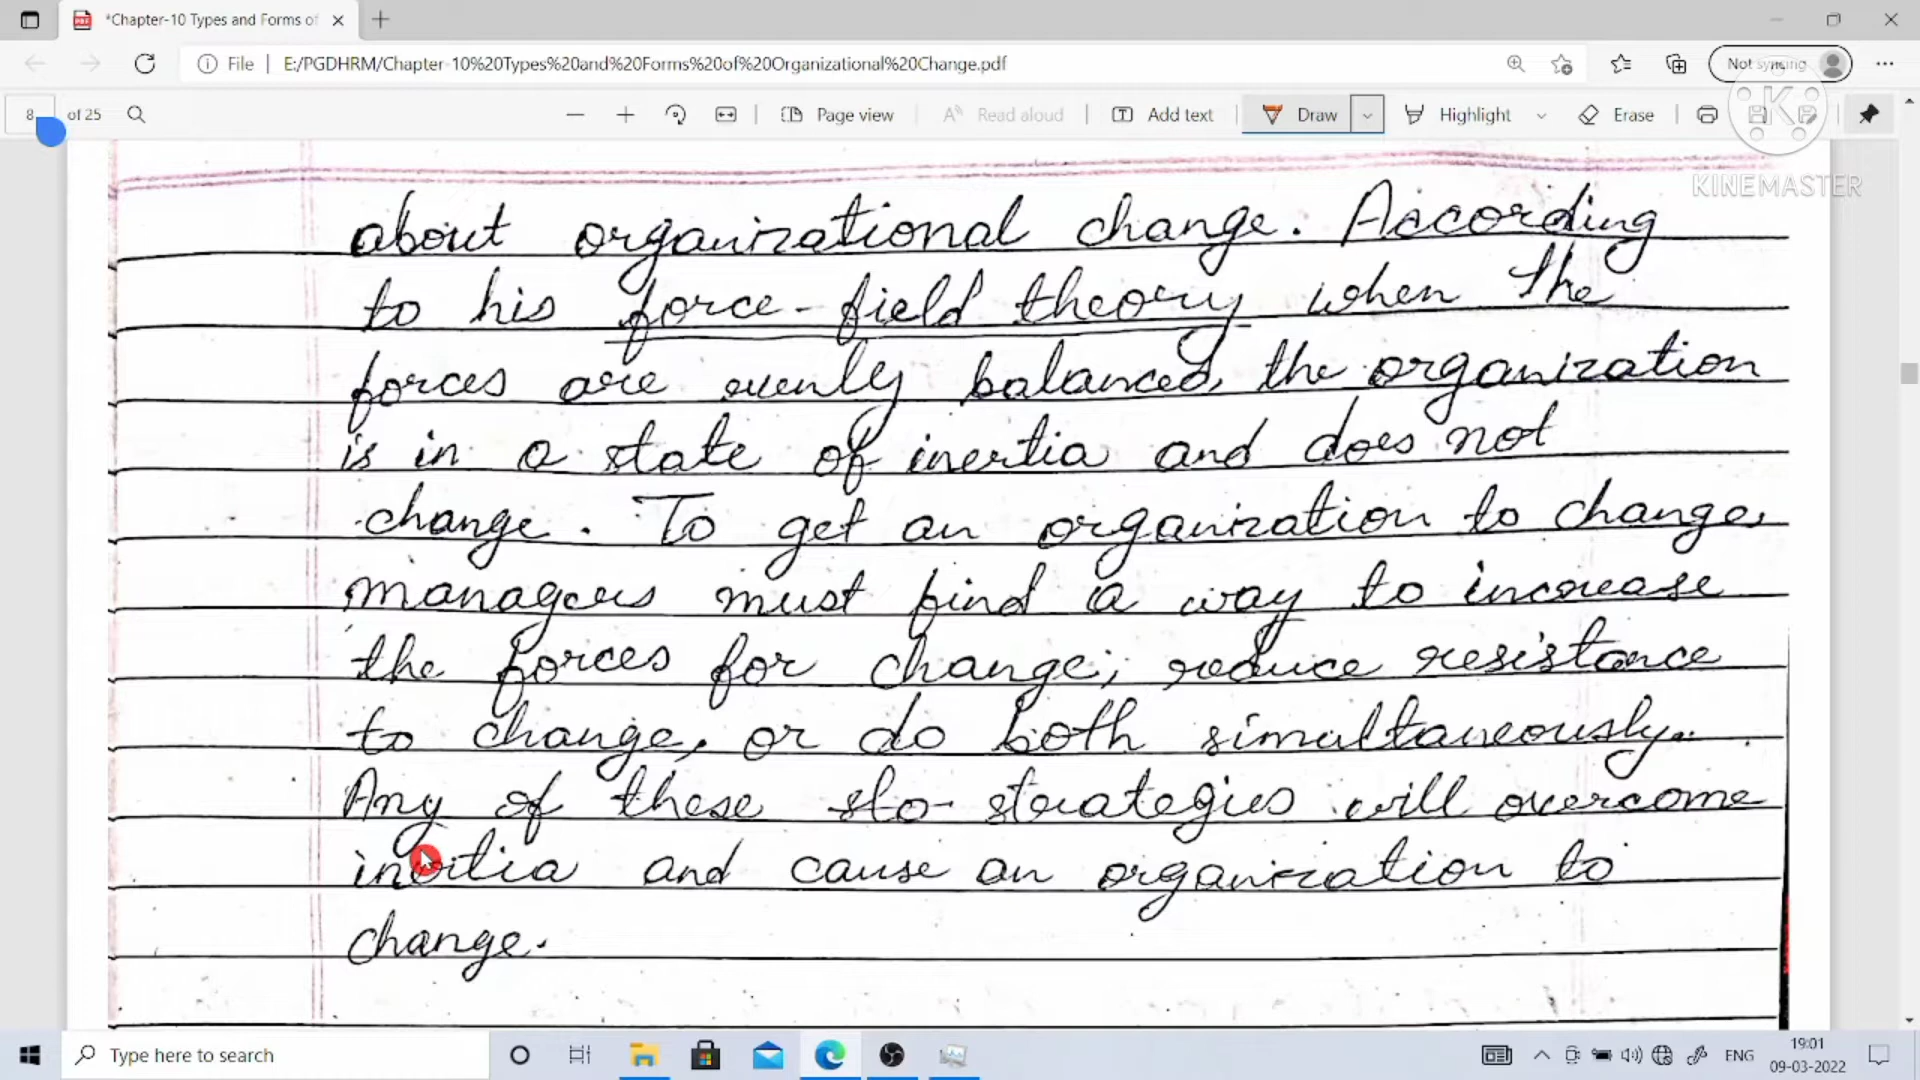 *Chapter-10 Types and Forms of
File
E:/PGDHRM/Chapter-10%20Types%20and%20Forms%20of%20Organizational%20Change.pdf
Not syncing
8 of 25
Page view
Read aloud
Add text
Draw
Highlight
Erase
KINEMASTER
about organizational change. According
to his force-field theory when the
forces are evenly balanced, the organization
is in a state of inertia and does not
change. To get an organization to change,
managers must find a way to increase
the forces for change, reduce resistance
to change, or do both simultaneously.
Any of these sto- strategies will overcome
inertia and cause an organization to
change.
Type here to search
ENG
19:01
09-03-2022